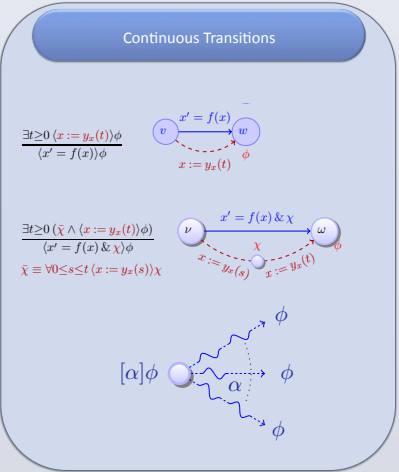 Continuous Transitions
∃t≥0 ⟨x := y_x(t)⟩ϕ
⟨x′ = f(x)⟩ϕ
x′ = f(x)
v
w
ϕ
x := y_x(t)
∃t≥0 (χ̄ ∧ ⟨x := y_x(t)⟩ϕ)
⟨x′ = f(x) & χ⟩ϕ
χ̄ ≡ ∀0≤s≤t ⟨x := y_x(s)⟩χ
x′ = f(x) & χ
ν
ω
χ
ϕ
x := y_x(s)
x := y_x(t)
ϕ
[α]ϕ
ϕ
α
ϕ